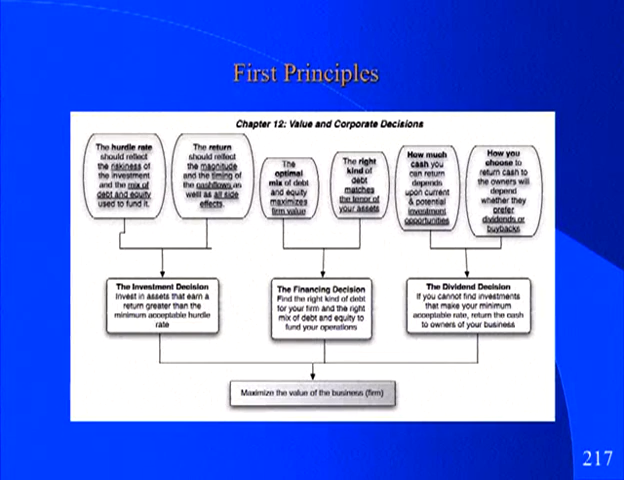 First Principles
Chapter 12: Value and Corporate Decisions
The hurdle rate
should reflect
the riskiness of
the investment
and the mix of
debt and equity
used to fund it.
The return
should reflect
the magnitude
and the timing of
the cashflows as
well as all side
effects.
The
optimal
mix of debt
and equity
maximizes
firm value
The right
kind of
debt
matches
the tenor of
your assets
How much
cash you
can return
depends
upon current
& potential
investment
opportunities
How you
choose to
return cash to
the owners will
depend
whether they
prefer
dividends or
buybacks
The Investment Decision
Invest in assets that earn a
return greater than the
minimum acceptable hurdle
rate
The Financing Decision
Find the right kind of debt
for your firm and the right
mix of debt and equity to
fund your operations
The Dividend Decision
If you cannot find investments
that make your minimum
acceptable rate, return the cash
to owners of your business
Maximize the value of the business (firm)
217